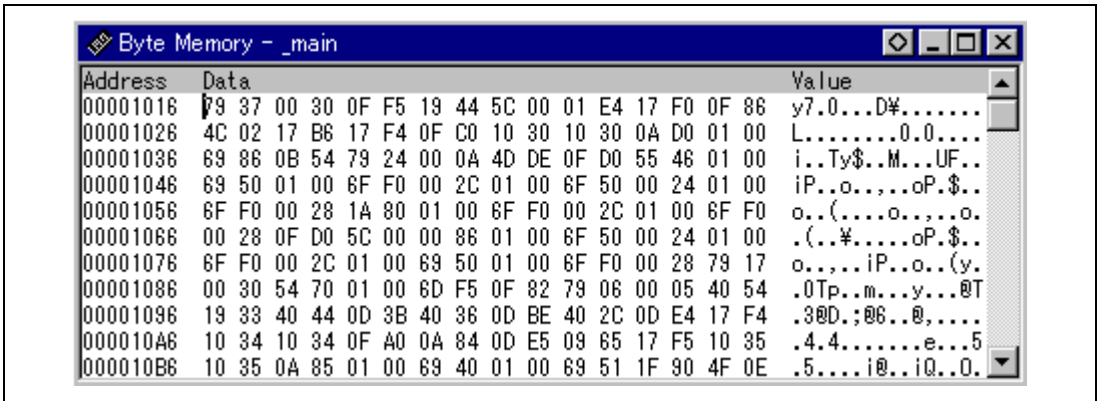 Byte Memory - _main
Address Data Value
00001016 79 37 00 30 0F F5 19 44 5C 00 01 E4 17 F0 0F 86 y7.0...D¥.......
00001026 4C 02 17 B6 17 F4 0F C0 10 30 10 30 0A D0 01 00 L........0.0....
00001036 69 86 0B 54 79 24 00 0A 4D DE 0F D0 55 46 01 00 i..Ty$..M...UF..
00001046 69 50 01 00 6F F0 00 2C 01 00 6F 50 00 24 01 00 iP..o..,..oP.$..
00001056 6F F0 00 28 1A 80 01 00 6F F0 00 2C 01 00 6F F0 o..(....o..,..o.
00001066 00 28 0F D0 5C 00 00 86 01 00 6F 50 00 24 01 00 .(..¥.....oP.$..
00001076 6F F0 00 2C 01 00 69 50 01 00 6F F0 00 28 79 17 o..,..iP..o..(y.
00001086 00 30 54 70 01 00 6D F5 0F 82 79 06 00 05 40 54 .0Tp..m...y...@T
00001096 19 33 40 44 0D 3B 40 36 0D BE 40 2C 0D E4 17 F4 .3@D.;@6..@,....
000010A6 10 34 10 34 0F A0 0A 84 0D E5 09 65 17 F5 10 35 .4.4.......e...5
000010B6 10 35 0A 85 01 00 69 40 01 00 69 51 1F 90 4F 0E .5....i@..iQ..O.